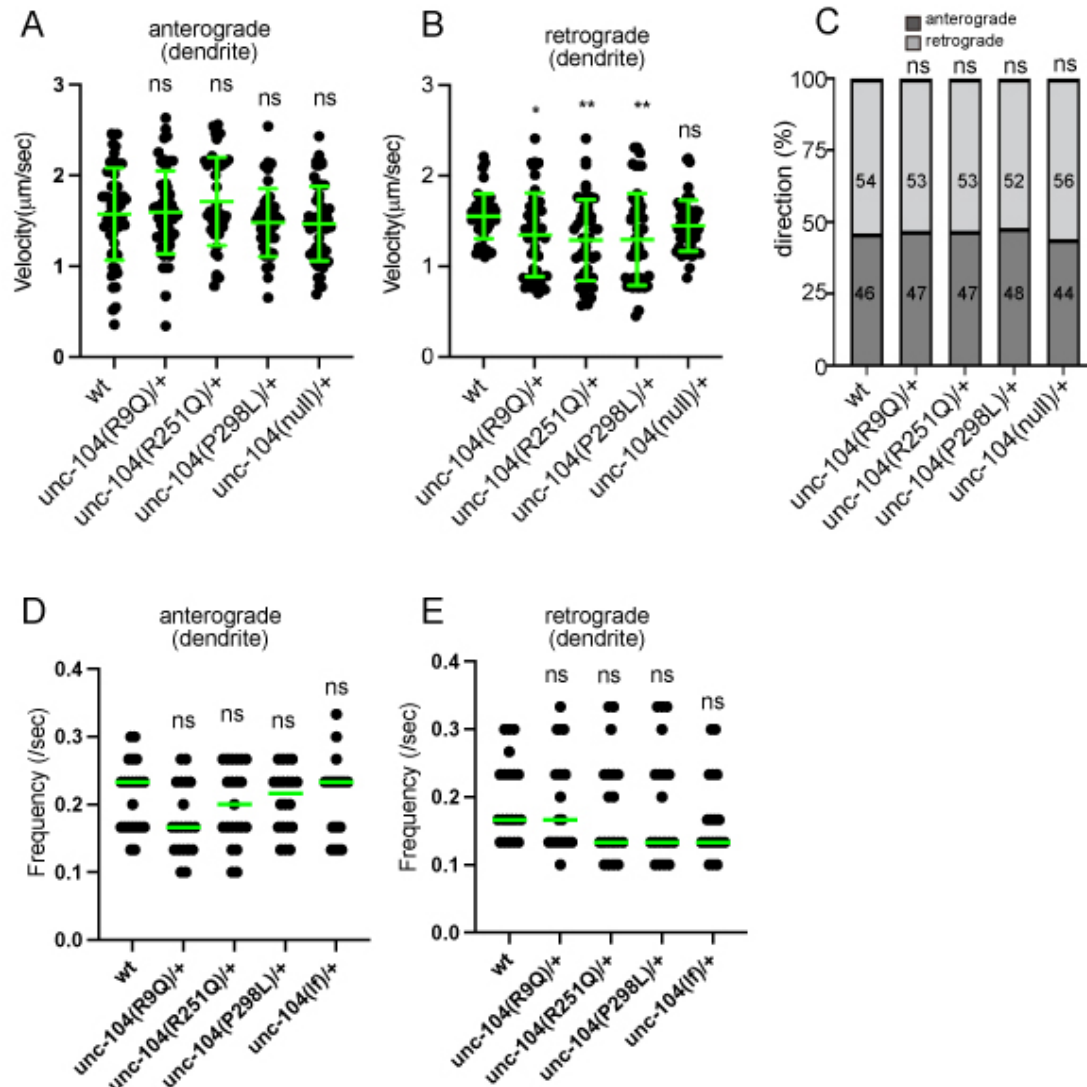 A
anterograde
(dendrite)
ns
ns
ns
ns
3
2
1
0
Velocity(μm/sec)
wt
unc-104(R9Q)/+
unc-104(R251Q)/+
unc-104(P298L)/+
unc-104(null)/+
B
retrograde
(dendrite)
*
**
**
ns
3
2
1
0
Velocity(μm/sec)
wt
unc-104(R9Q)/+
unc-104(R251Q)/+
unc-104(P298L)/+
unc-104(null)/+
C
anterograde
retrograde
ns ns ns ns
100
75
50
25
0
direction (%)
54 53 53 52 56
46 47 47 48 44
wt
unc-104(R9Q)/+
unc-104(R251Q)/+
unc-104(P298L)/+
unc-104(null)/+
D
anterograde
(dendrite)
ns
ns
ns
ns
0.4
0.3
0.2
0.1
0.0
Frequency (/sec)
wt
unc-104(R9Q)/+
unc-104(R251Q)/+
unc-104(P298L)/+
unc-104(lf)/+
E
retrograde
(dendrite)
ns
ns
ns
ns
0.4
0.3
0.2
0.1
0.0
Frequency (/sec)
wt
unc-104(R9Q)/+
unc-104(R251Q)/+
unc-104(P298L)/+
unc-104(lf)/+